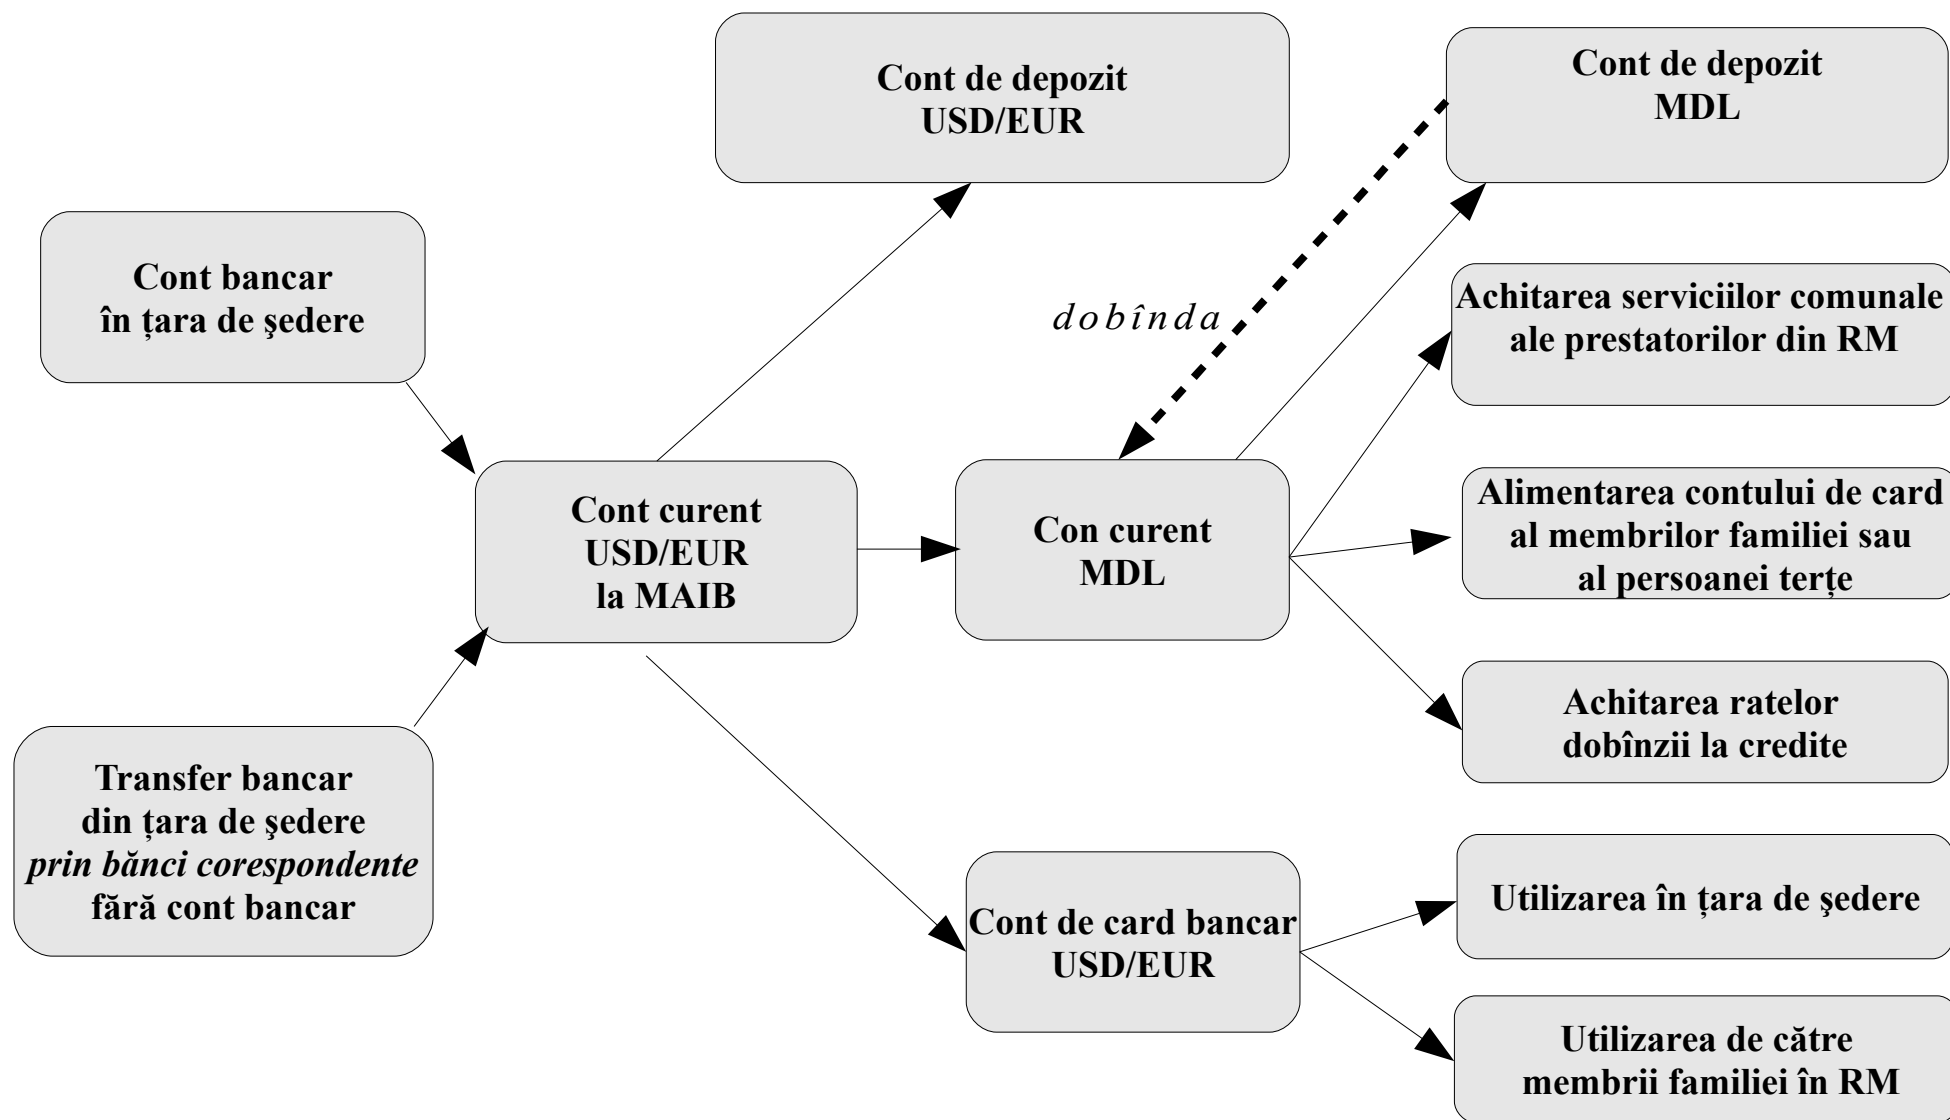 Cont de depozit
USD/EUR
Cont de depozit
MDL
Cont bancar
în țara de şedere
dobînda
Achitarea serviciilor comunale
ale prestatorilor din RM
Cont curent
USD/EUR
la MAIB
Con curent
MDL
Alimentarea contului de card
al membrilor familiei sau
al persoanei terțe
Achitarea ratelor
dobînzii la credite
Transfer bancar
din țara de şedere
prin bănci corespondente
fără cont bancar
Cont de card bancar
USD/EUR
Utilizarea în țara de şedere
Utilizarea de către
membrii familiei în RM